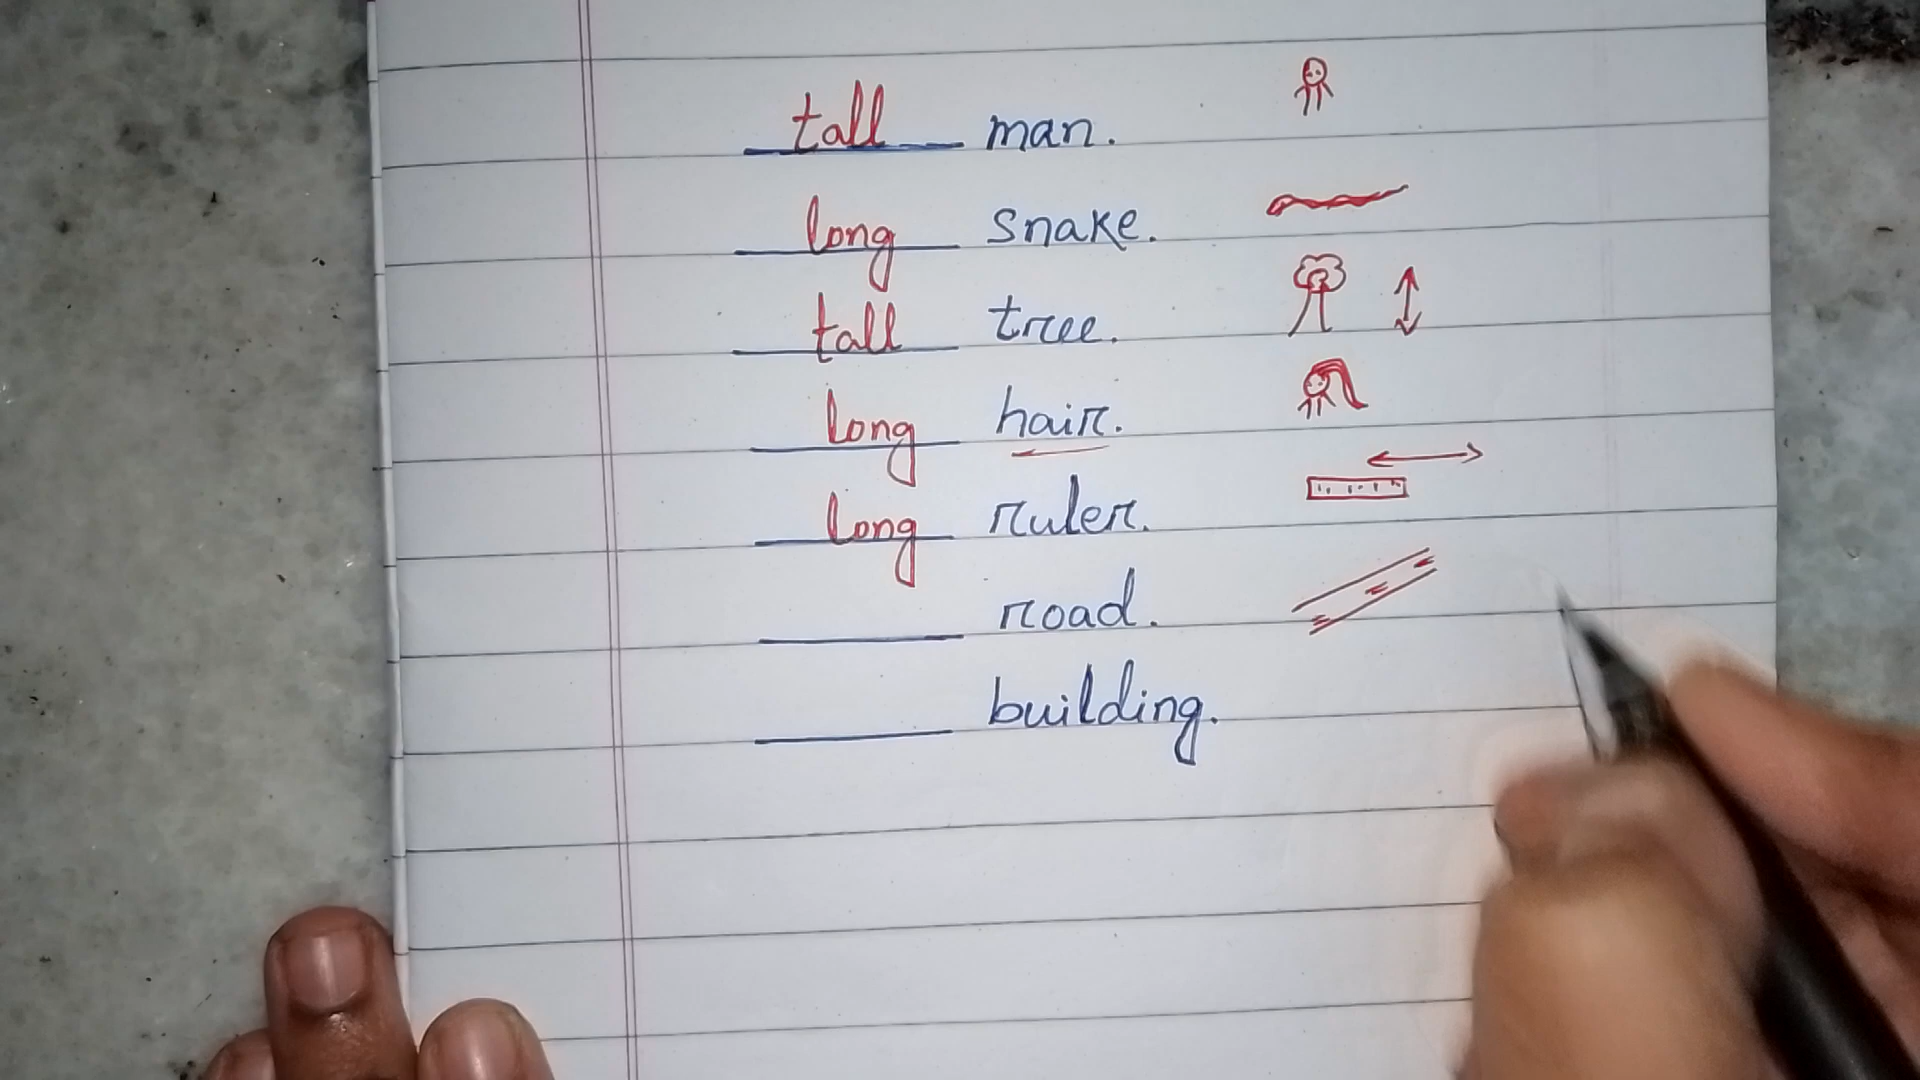 tall man.
long snake.
tall tree.
long hair.
long ruler.
road.
building.